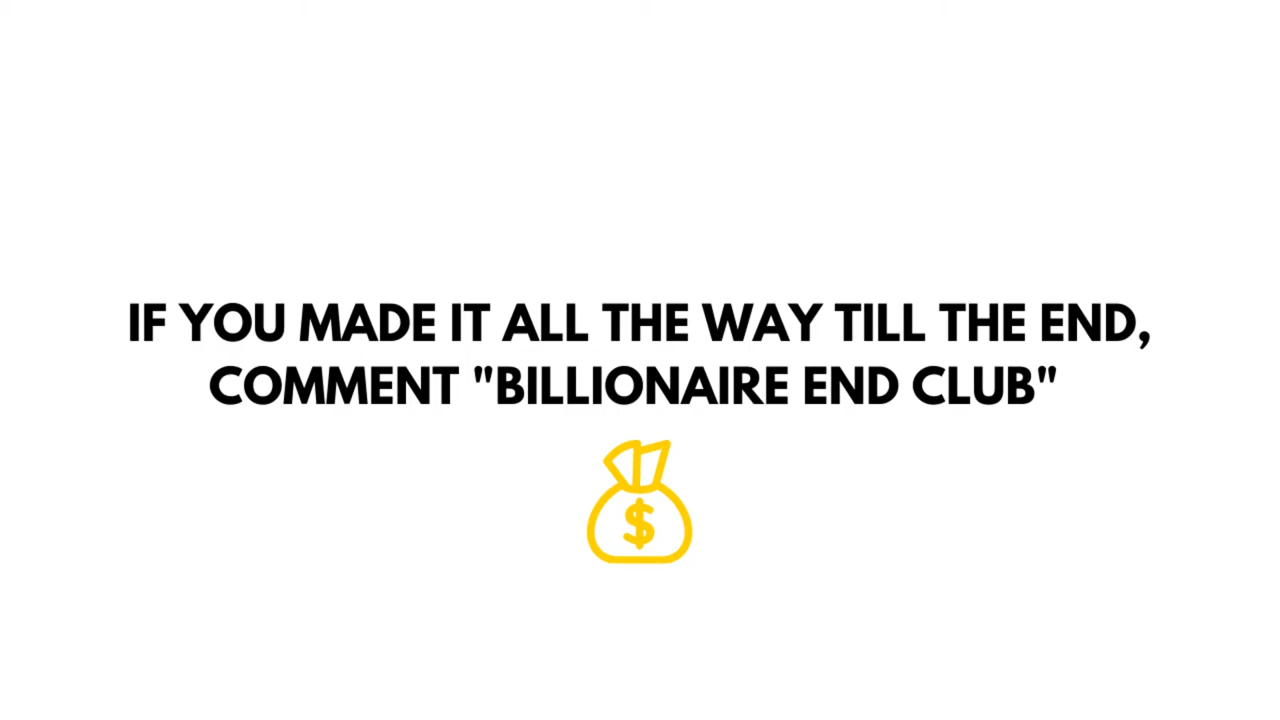 IF YOU MADE IT ALL THE WAY TILL THE END,
COMMENT "BILLIONAIRE END CLUB"
$